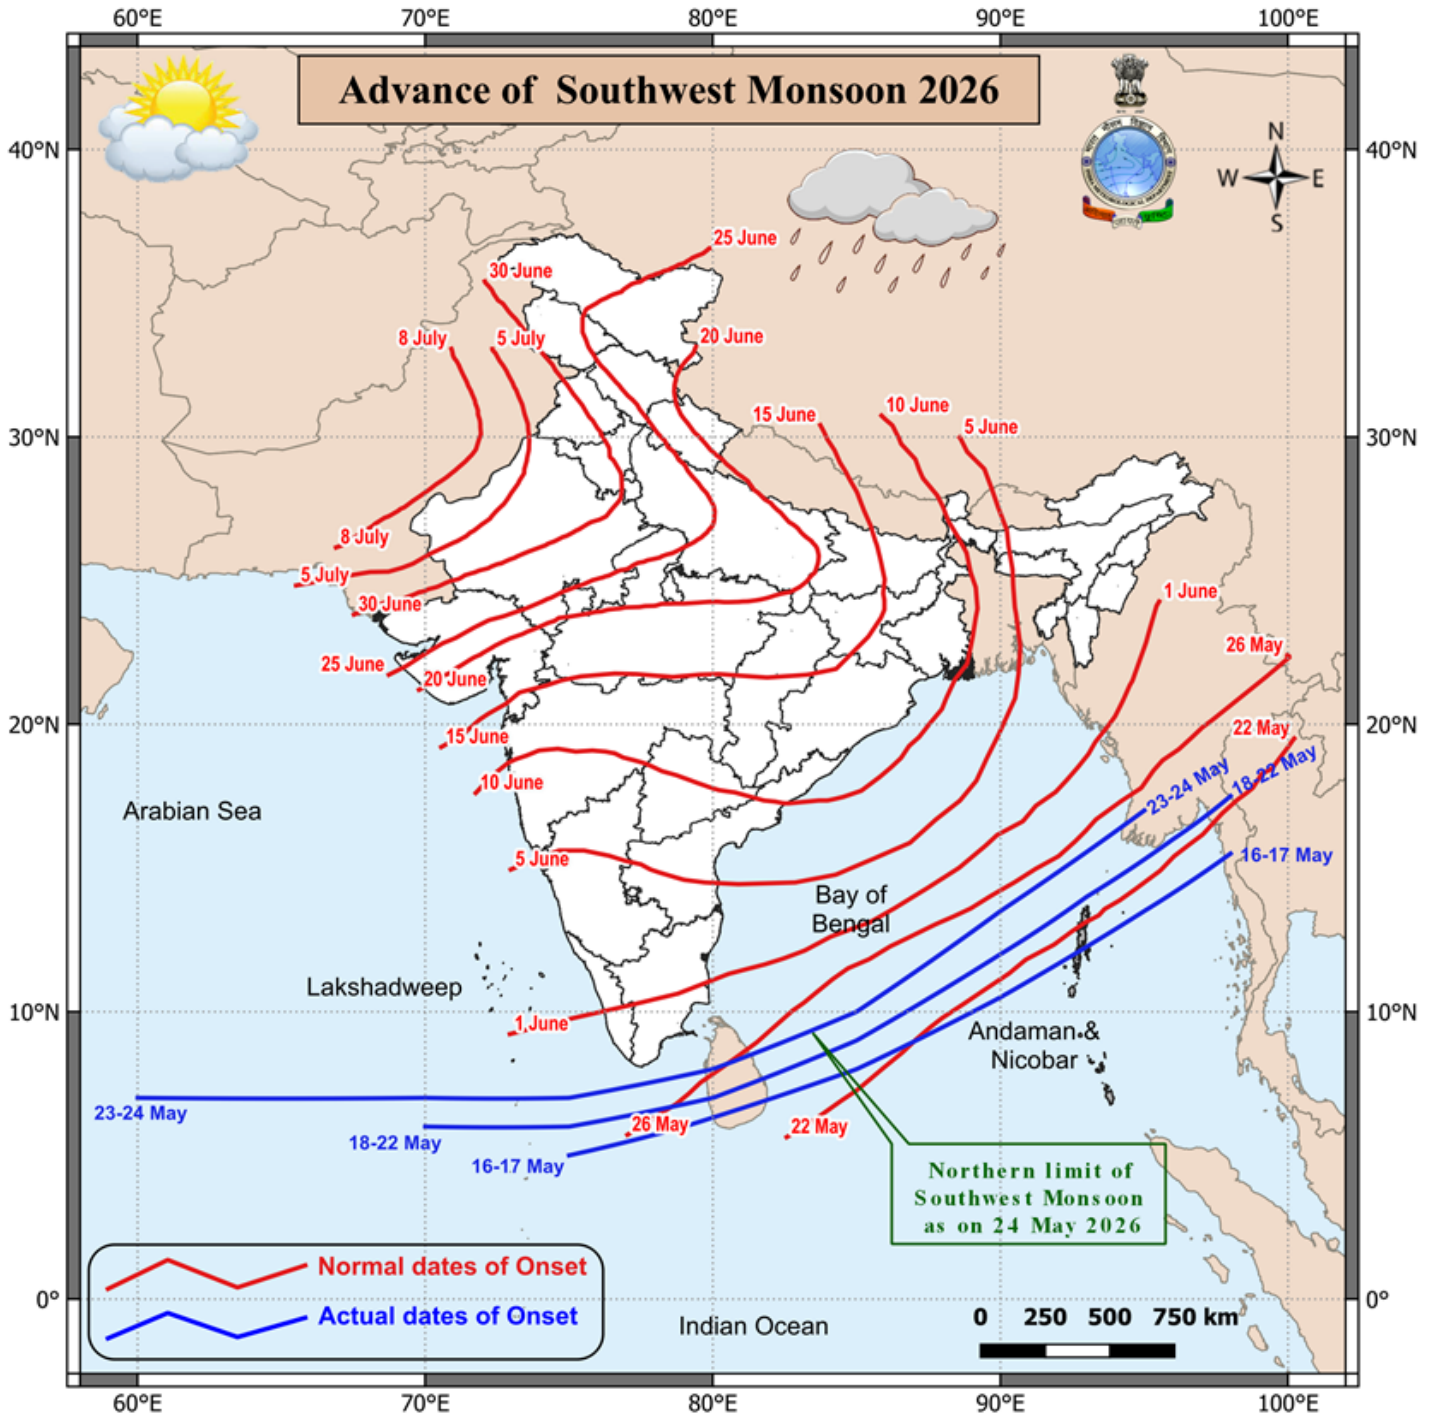 60°E 70°E 80°E 90°E 100°E
Advance of Southwest Monsoon 2026
40°N 40°N
N
W E
S
25 June
30 June
8 July 5 July 20 June
10 June
15 June 5 June
30°N 30°N
8 July
5 July
1 June
30 June
26 May
25 June
20 June
20°N 20°N
22 May
15 June
18-22 May
23-24 May
10 June
Arabian Sea
5 June
16-17 May
Bay of
Bengal
Lakshadweep
10°N 10°N
1 June
Andaman &
Nicobar
23-24 May
26 May 22 May
18-22 May
16-17 May
Northern limit of
Southwest Monsoon
as on 24 May 2026
Normal dates of Onset
Actual dates of Onset
0° 0°
0 250 500 750 km
Indian Ocean
60°E 70°E 80°E 90°E 100°E